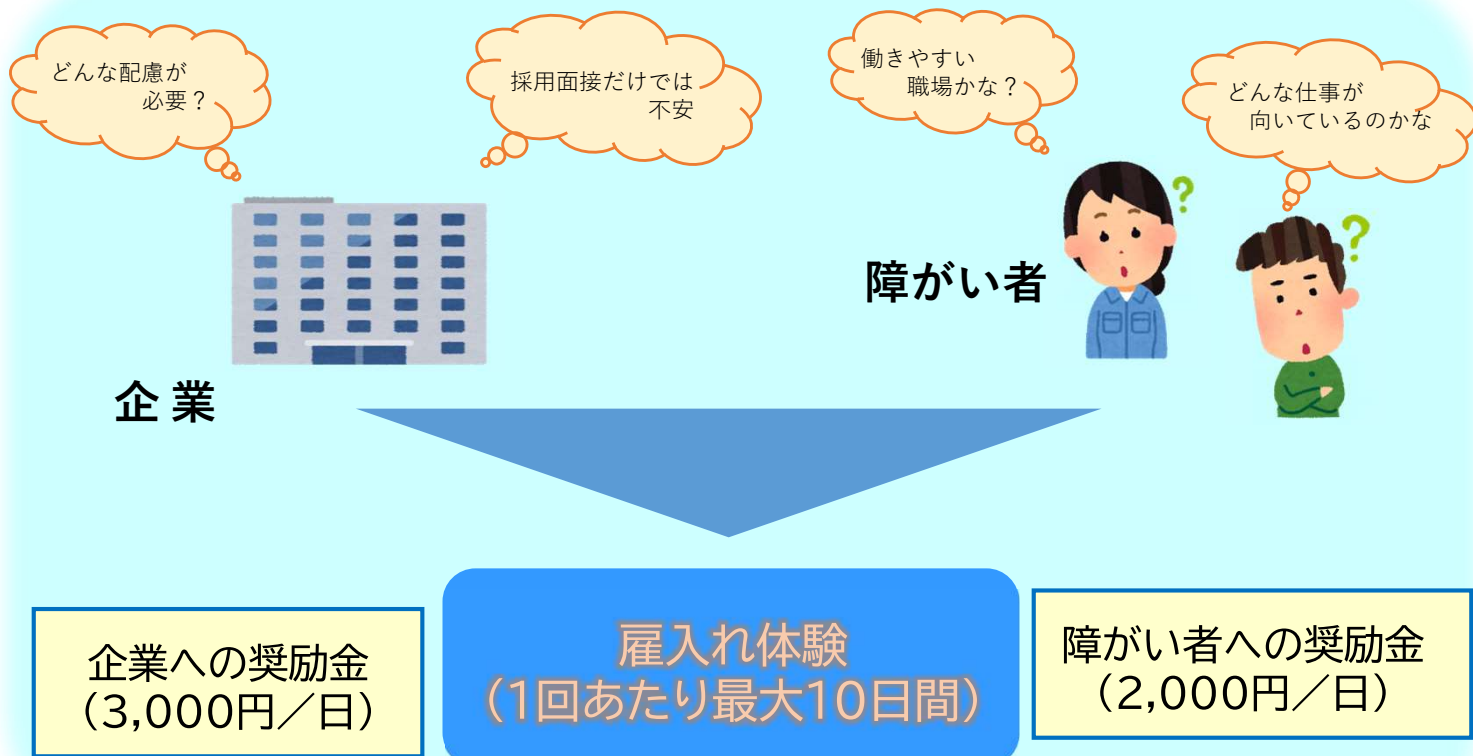 どんな配慮が
必要？
採用面接だけでは
不安
働きやすい
職場かな？
どんな仕事が
向いているのかな
?
?
障がい者
企業
企業への奨励金
（3,000円／日）
雇入れ体験
（1回あたり最大10日間）
障がい者への奨励金
（2,000円／日）